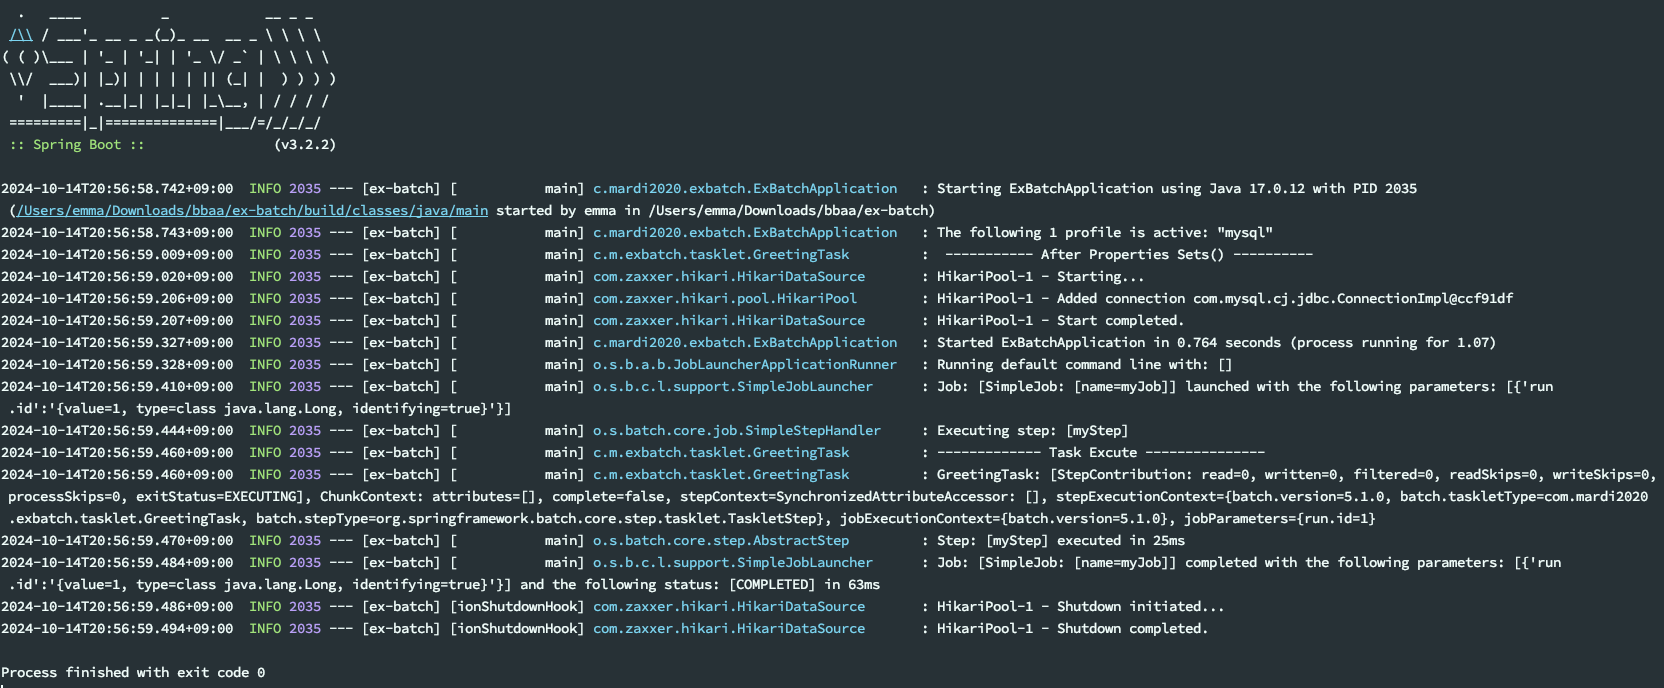 .   ____          _            __ _ _
 /\\ / ___'_ __ _ _(_)_ __  __ _ \ \ \ \
( ( )\___ | '_ | '_| | '_ \/ _` | \ \ \ \
 \\/  ___)| |_)| | | | | || (_| |  ) ) ) )
  '  |____| .__|_| |_|_| |_\__, | / / / /
 =========|_|==============|___/=/_/_/_/
 :: Spring Boot ::                (v3.2.2)

2024-10-14T20:56:58.742+09:00  INFO 2035 --- [ex-batch] [           main] c.mardi2020.exbatch.ExBatchApplication   : Starting ExBatchApplication using Java 17.0.12 with PID 2035
 (/Users/emma/Downloads/bbaa/ex-batch/build/classes/java/main started by emma in /Users/emma/Downloads/bbaa/ex-batch)
2024-10-14T20:56:58.743+09:00  INFO 2035 --- [ex-batch] [           main] c.mardi2020.exbatch.ExBatchApplication   : The following 1 profile is active: "mysql"
2024-10-14T20:56:59.009+09:00  INFO 2035 --- [ex-batch] [           main] c.m.exbatch.tasklet.GreetingTask         :  ----------- After Properties Sets() ----------
2024-10-14T20:56:59.020+09:00  INFO 2035 --- [ex-batch] [           main] com.zaxxer.hikari.HikariDataSource       : HikariPool-1 - Starting...
2024-10-14T20:56:59.206+09:00  INFO 2035 --- [ex-batch] [           main] com.zaxxer.hikari.pool.HikariPool        : HikariPool-1 - Added connection com.mysql.cj.jdbc.ConnectionImpl@ccf91df
2024-10-14T20:56:59.207+09:00  INFO 2035 --- [ex-batch] [           main] com.zaxxer.hikari.HikariDataSource       : HikariPool-1 - Start completed.
2024-10-14T20:56:59.327+09:00  INFO 2035 --- [ex-batch] [           main] c.mardi2020.exbatch.ExBatchApplication   : Started ExBatchApplication in 0.764 seconds (process running for 1.07)
2024-10-14T20:56:59.328+09:00  INFO 2035 --- [ex-batch] [           main] o.s.b.a.b.JobLauncherApplicationRunner   : Running default command line with: []
2024-10-14T20:56:59.410+09:00  INFO 2035 --- [ex-batch] [           main] o.s.b.c.l.support.SimpleJobLauncher      : Job: [SimpleJob: [name=myJob]] launched with the following parameters: [{'run
 .id':'{value=1, type=class java.lang.Long, identifying=true}'}]
2024-10-14T20:56:59.444+09:00  INFO 2035 --- [ex-batch] [           main] o.s.batch.core.job.SimpleStepHandler     : Executing step: [myStep]
2024-10-14T20:56:59.460+09:00  INFO 2035 --- [ex-batch] [           main] c.m.exbatch.tasklet.GreetingTask         : ------------- Task Excute ---------------
2024-10-14T20:56:59.460+09:00  INFO 2035 --- [ex-batch] [           main] c.m.exbatch.tasklet.GreetingTask         : GreetingTask: [StepContribution: read=0, written=0, filtered=0, readSkips=0, writeSkips=0,
 processSkips=0, exitStatus=EXECUTING], ChunkContext: attributes=[], complete=false, stepContext=SynchronizedAttributeAccessor: [], stepExecutionContext={batch.version=5.1.0, batch.taskletType=com.mardi2020
 .exbatch.tasklet.GreetingTask, batch.stepType=org.springframework.batch.core.step.tasklet.TaskletStep}, jobExecutionContext={batch.version=5.1.0}, jobParameters={run.id=1}
2024-10-14T20:56:59.470+09:00  INFO 2035 --- [ex-batch] [           main] o.s.batch.core.step.AbstractStep         : Step: [myStep] executed in 25ms
2024-10-14T20:56:59.484+09:00  INFO 2035 --- [ex-batch] [           main] o.s.b.c.l.support.SimpleJobLauncher      : Job: [SimpleJob: [name=myJob]] completed with the following parameters: [{'run
 .id':'{value=1, type=class java.lang.Long, identifying=true}'}] and the following status: [COMPLETED] in 63ms
2024-10-14T20:56:59.486+09:00  INFO 2035 --- [ex-batch] [ionShutdownHook] com.zaxxer.hikari.HikariDataSource       : HikariPool-1 - Shutdown initiated...
2024-10-14T20:56:59.494+09:00  INFO 2035 --- [ex-batch] [ionShutdownHook] com.zaxxer.hikari.HikariDataSource       : HikariPool-1 - Shutdown completed.

Process finished with exit code 0